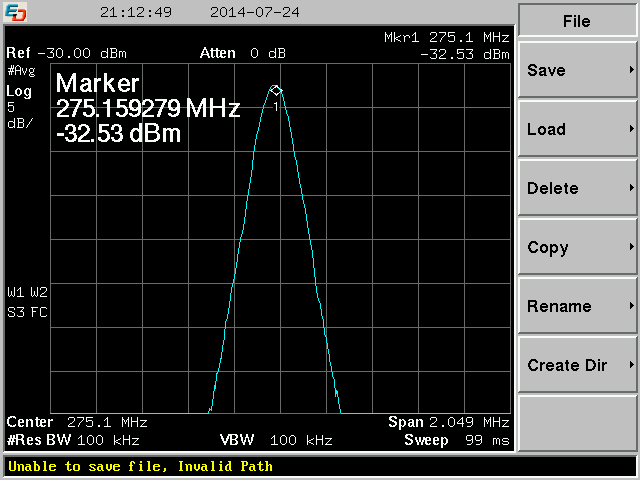 ED 21:12:49 2014-07-24
File
Mkr1 275.1 MHz
Ref -30.00 dBm Atten 0 dB -32.53 dBm
#Avg
Log
5
dB/
Marker
275.159279 MHz
-32.53 dBm
1
W1 W2
S3 FC
Center 275.1 MHz Span 2.049 MHz
#Res BW 100 kHz VBW 100 kHz Sweep 99 ms
Unable to save file, Invalid Path
Save
Load
Delete
Copy
Rename
Create Dir